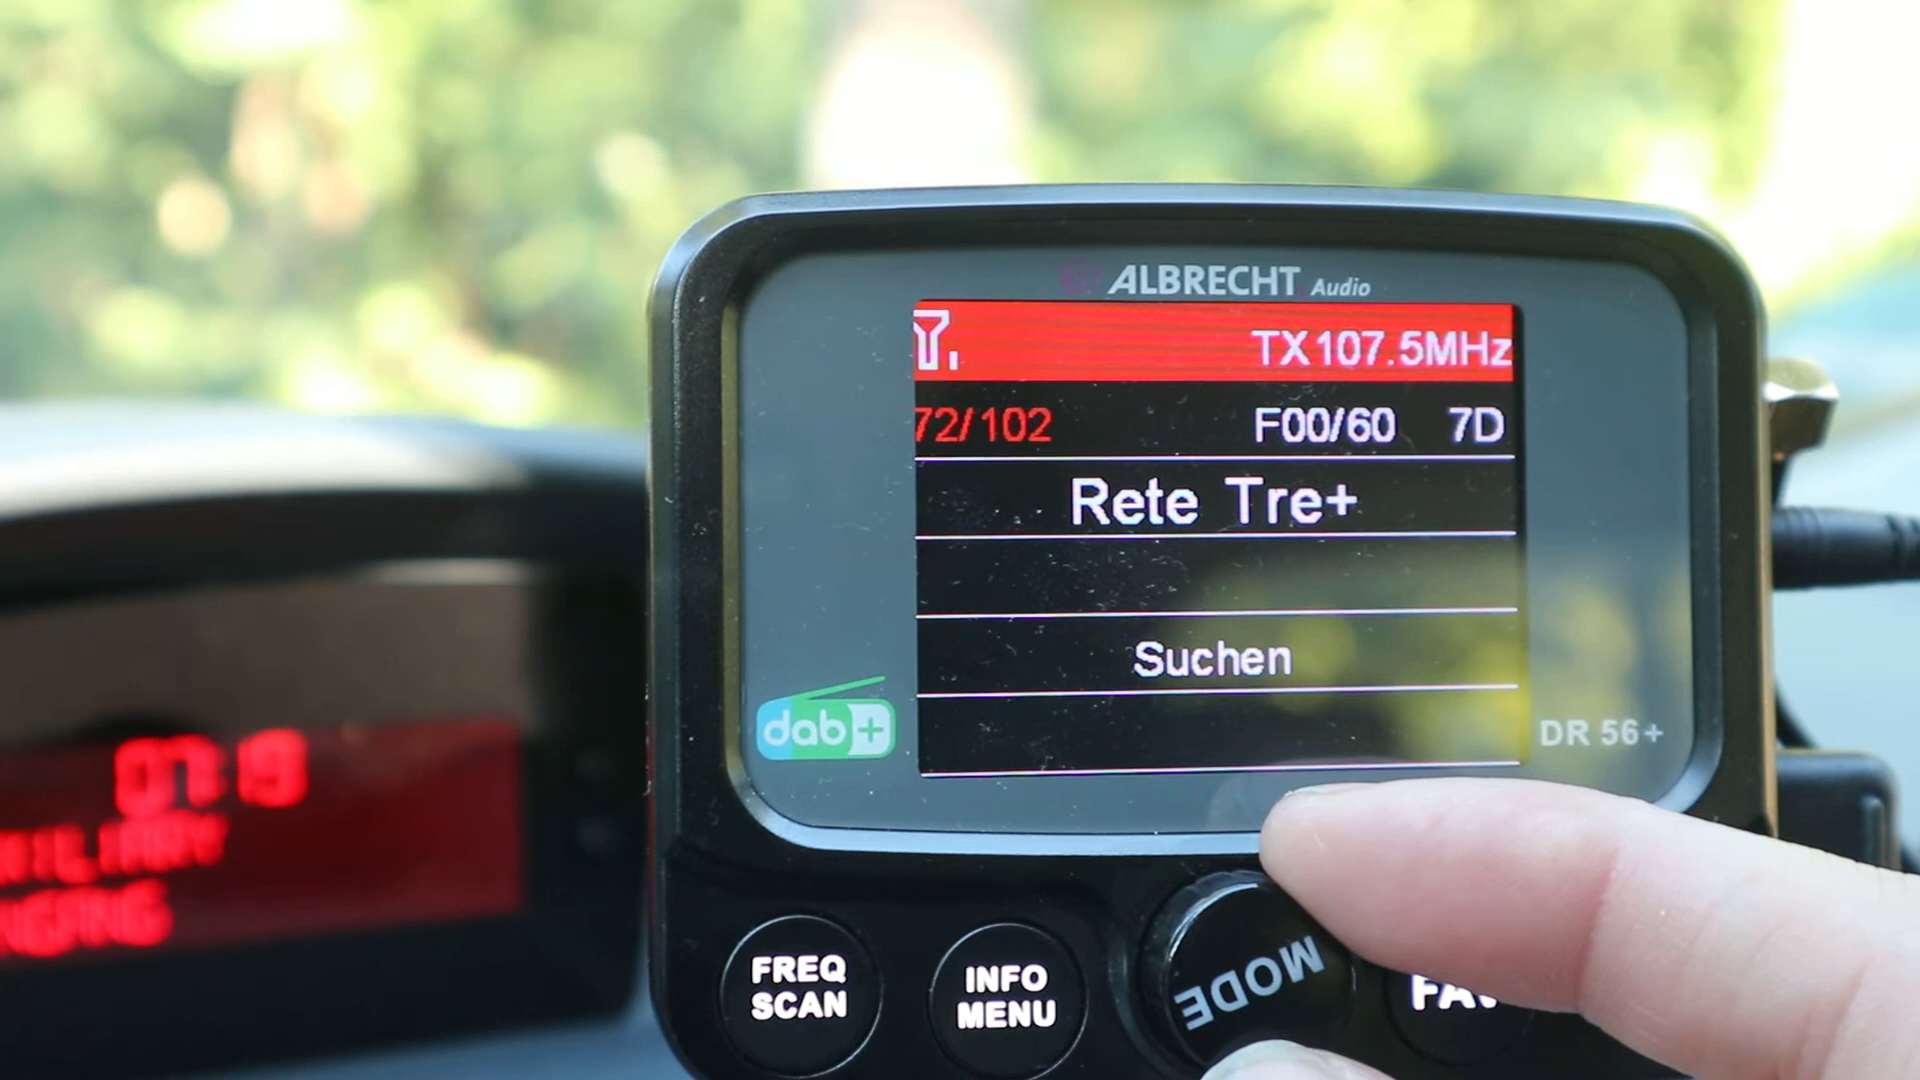 ALBRECHT Audio
TX107.5MHz
72/102 F00/60 7D
Rete Tre+
Suchen
dab+
DR 56+
FREQ
SCAN
INFO
MENU
MODE